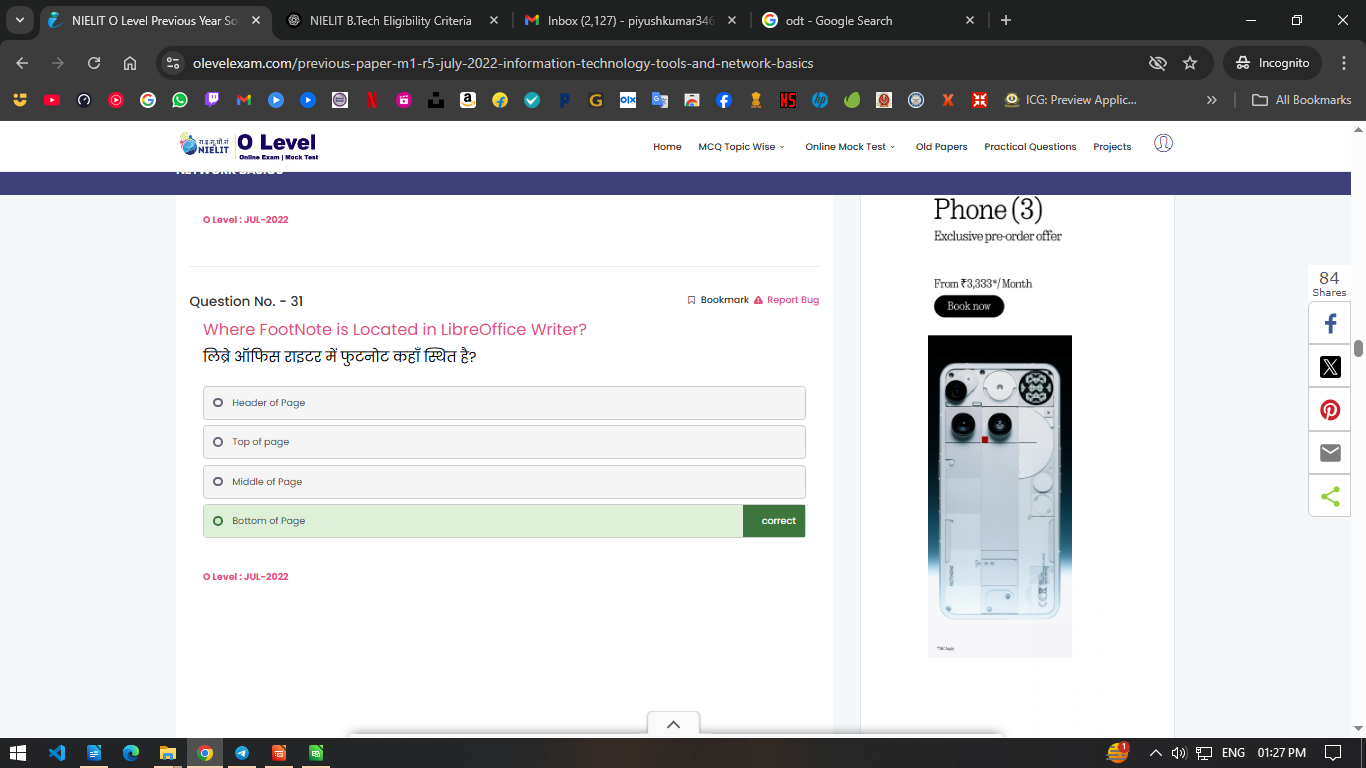 NIELIT O Level Previous Year So
NIELIT B.Tech Eligibility Criteria
Inbox (2,127) - piyushkumar346
odt - Google Search
olevelexam.com/previous-paper-m1-r5-july-2022-information-technology-tools-and-network-basics
Incognito
ICG: Preview Applic...
All Bookmarks
NIELIT
O Level
Online Exam | Mock Test
Home
MCQ Topic Wise
Online Mock Test
Old Papers
Practical Questions
Projects
NETWORK BASICS
O Level : JUL-2022
Phone (3)
Exclusive pre-order offer
From ₹3,333*/ Month
Book now
84
Shares
Question No. - 31
Bookmark
Report Bug
Where FootNote is Located in LibreOffice Writer?
लिब्रे ऑफिस राइटर में फुटनोट कहाँ स्थित है?
Header of Page
Top of page
Middle of Page
Bottom of Page
correct
O Level : JUL-2022
ENG
01:27 PM
1